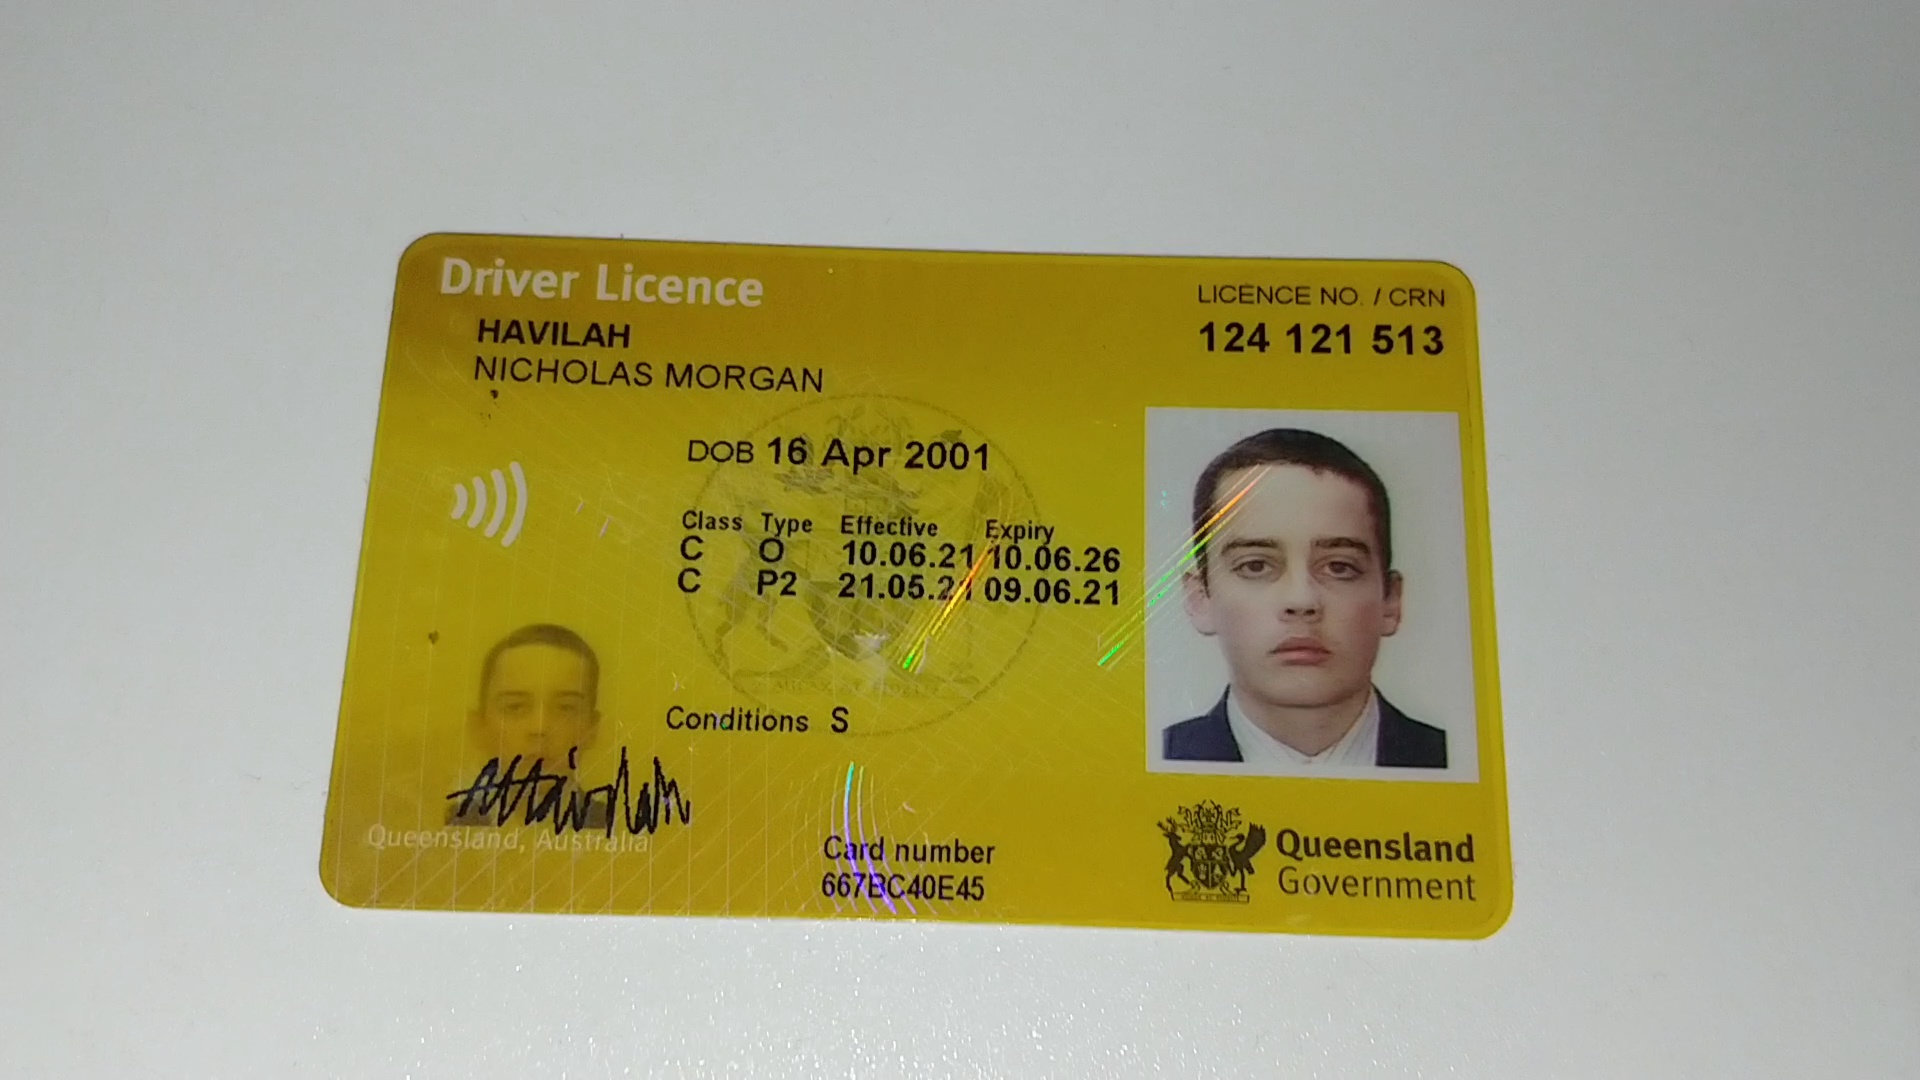 Driver Licence
LICENCE NO. / CRN
HAVILAH
124 121 513
NICHOLAS MORGAN
DOB 16 Apr 2001
Class Type Effective Expiry
C O 10.06.21 10.06.26
C P2 21.05.21 09.06.21
Conditions S
Queensland, Australia
Card number
667BC40E45
Queensland
Government